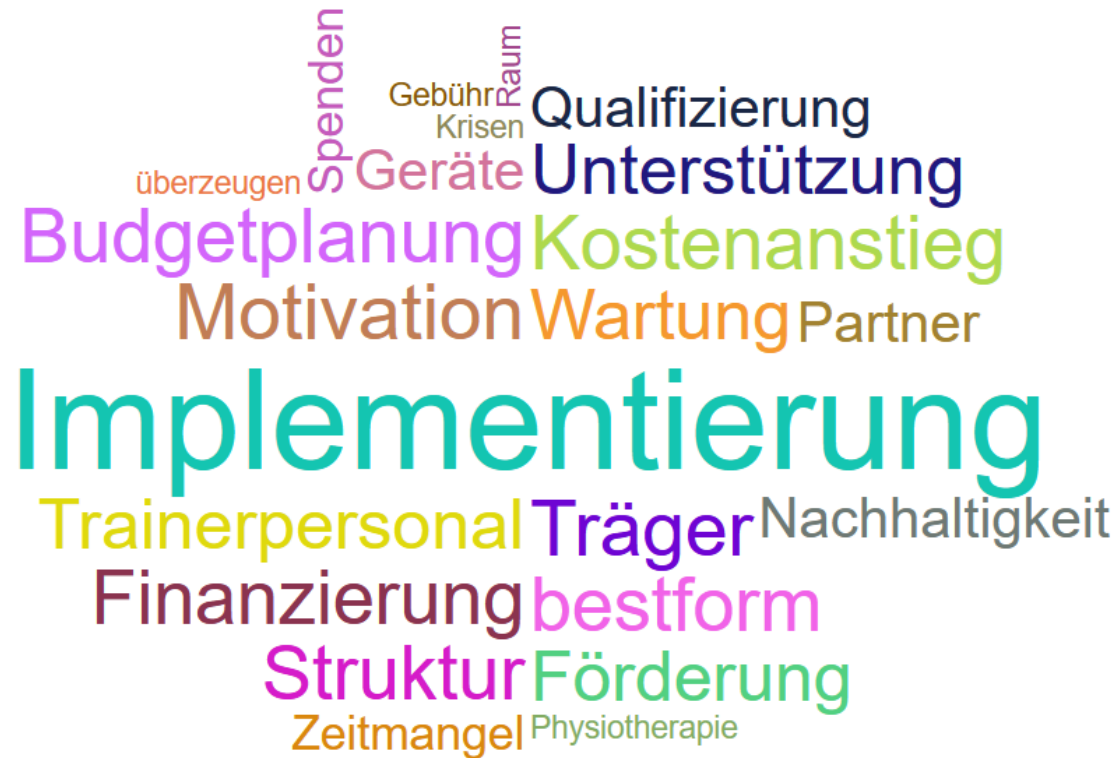 Spenden
Raum
Gebühr
Krisen
Qualifizierung
überzeugen
Geräte
Unterstützung
Budgetplanung
Kostenanstieg
Motivation
Wartung
Partner
Implementierung
Trainerpersonal
Träger
Nachhaltigkeit
Finanzierung
bestform
Struktur
Förderung
Zeitmangel
Physiotherapie